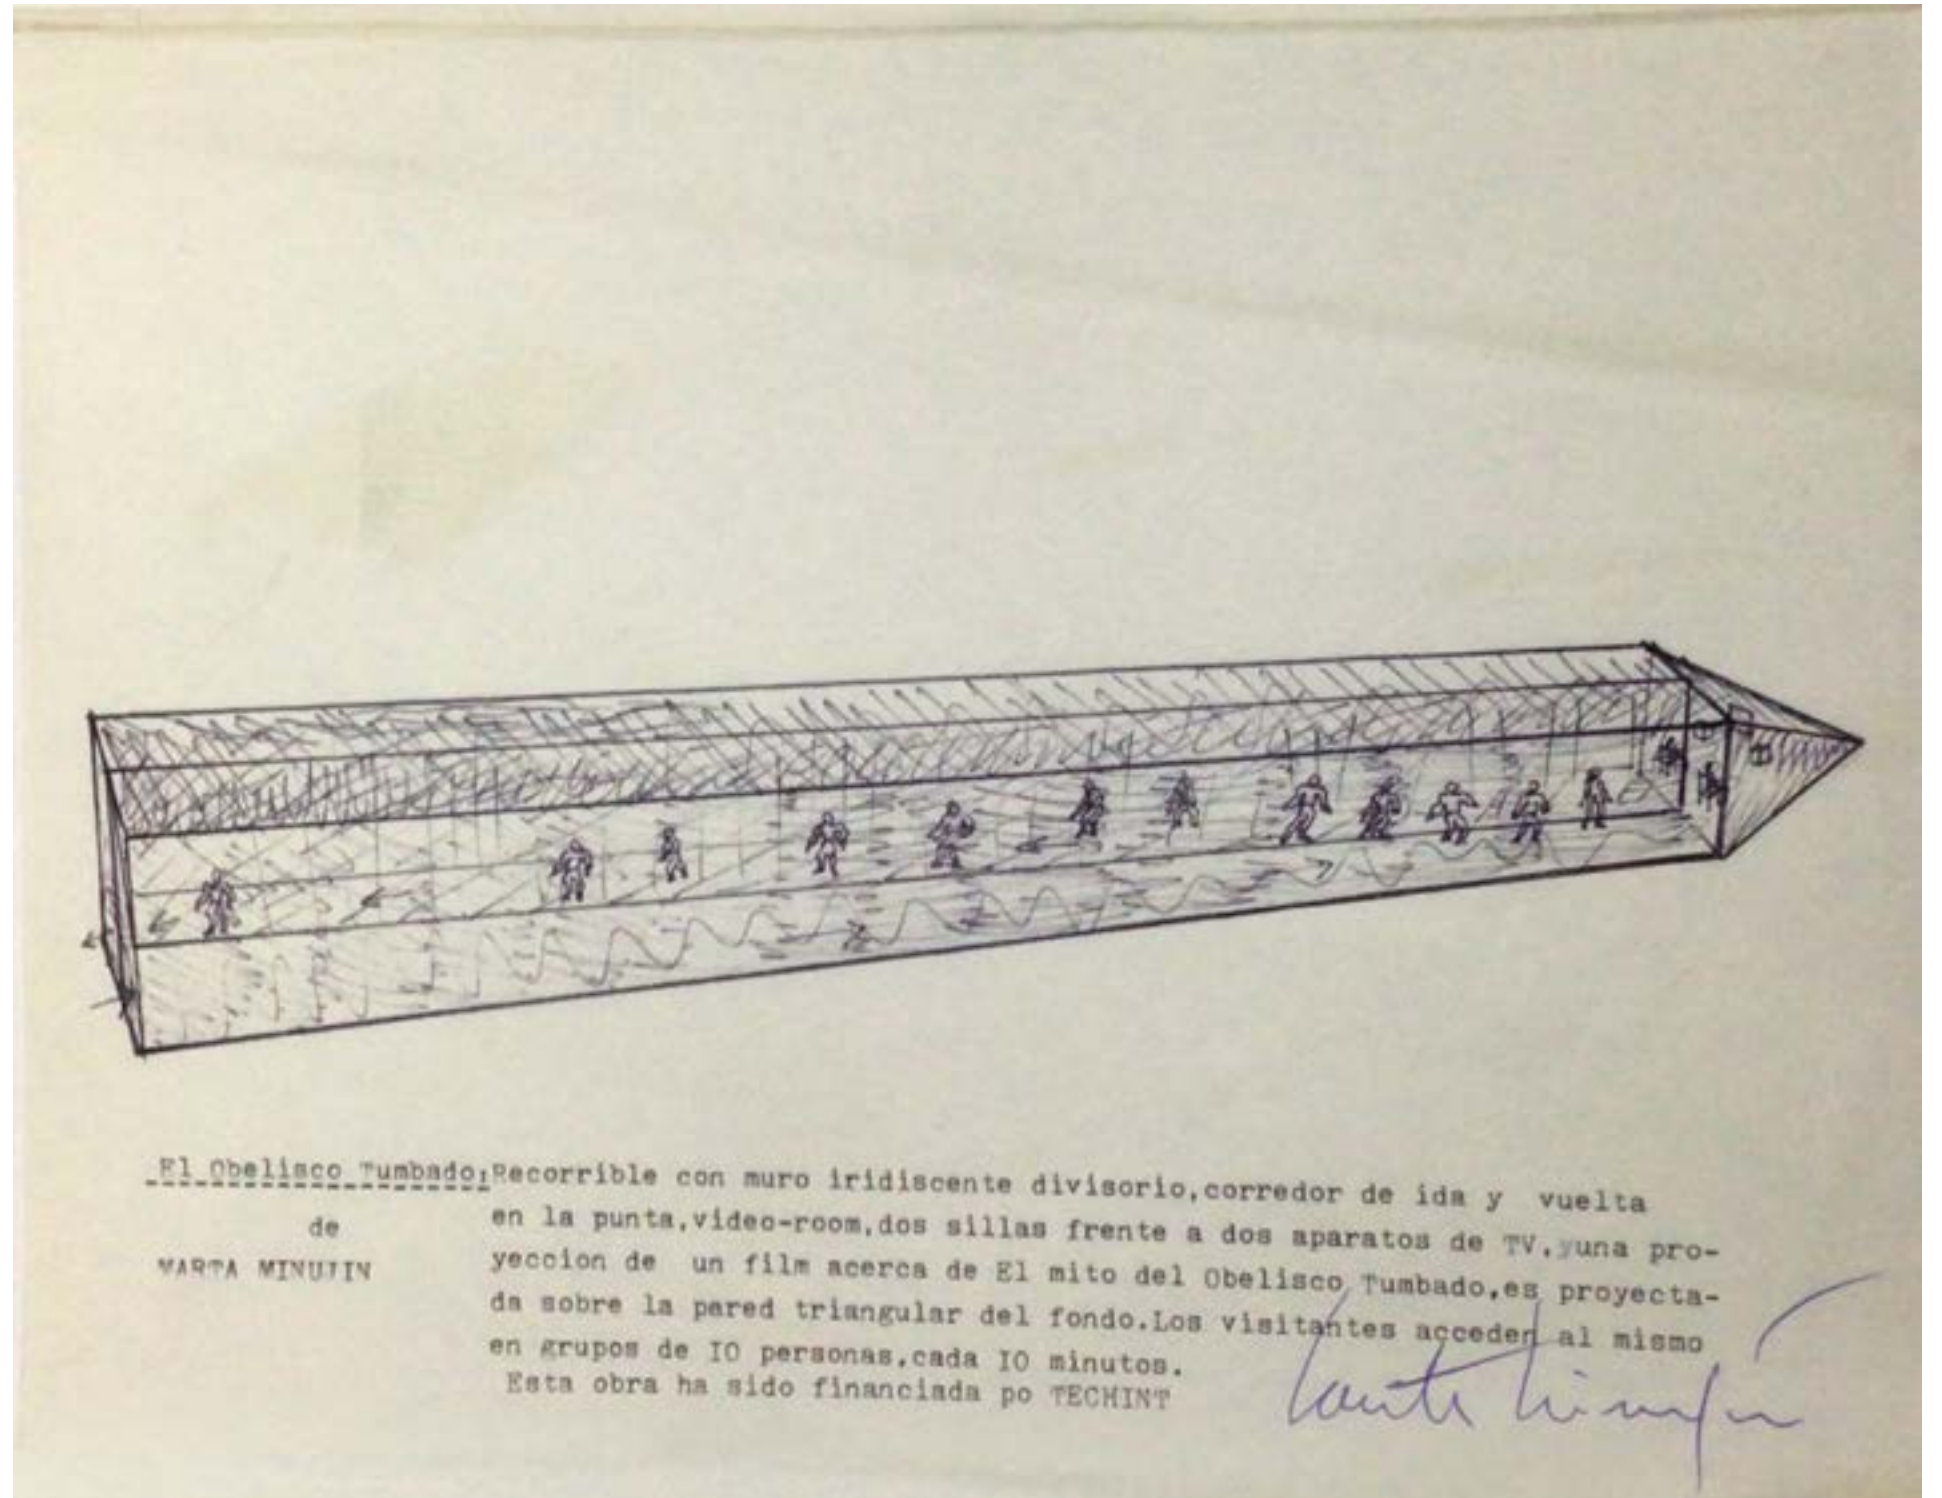 El Obelisco Tumbado:Recorrible con muro iridiscente divisorio,corredor de ida y vuelta
de
MARTA MINUJIN
en la punta,video-room,dos sillas frente a dos aparatos de TV.yuna pro-
yeccion de un film acerca de El mito del Obelisco Tumbado,es proyecta-
da sobre la pared triangular del fondo.Los visitantes acceden al mismo
en grupos de IO personas,cada IO minutos.
Esta obra ha sido financiada po TECHINT
Marta Minujín